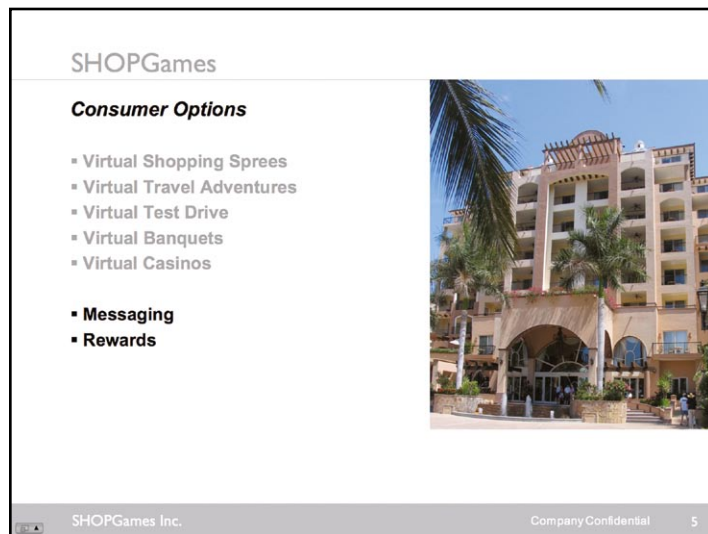 SHOPGames
Consumer Options
▪ Virtual Shopping Sprees
▪ Virtual Travel Adventures
▪ Virtual Test Drive
▪ Virtual Banquets
▪ Virtual Casinos
▪ Messaging
▪ Rewards
SHOPGames Inc. Company Confidential 5